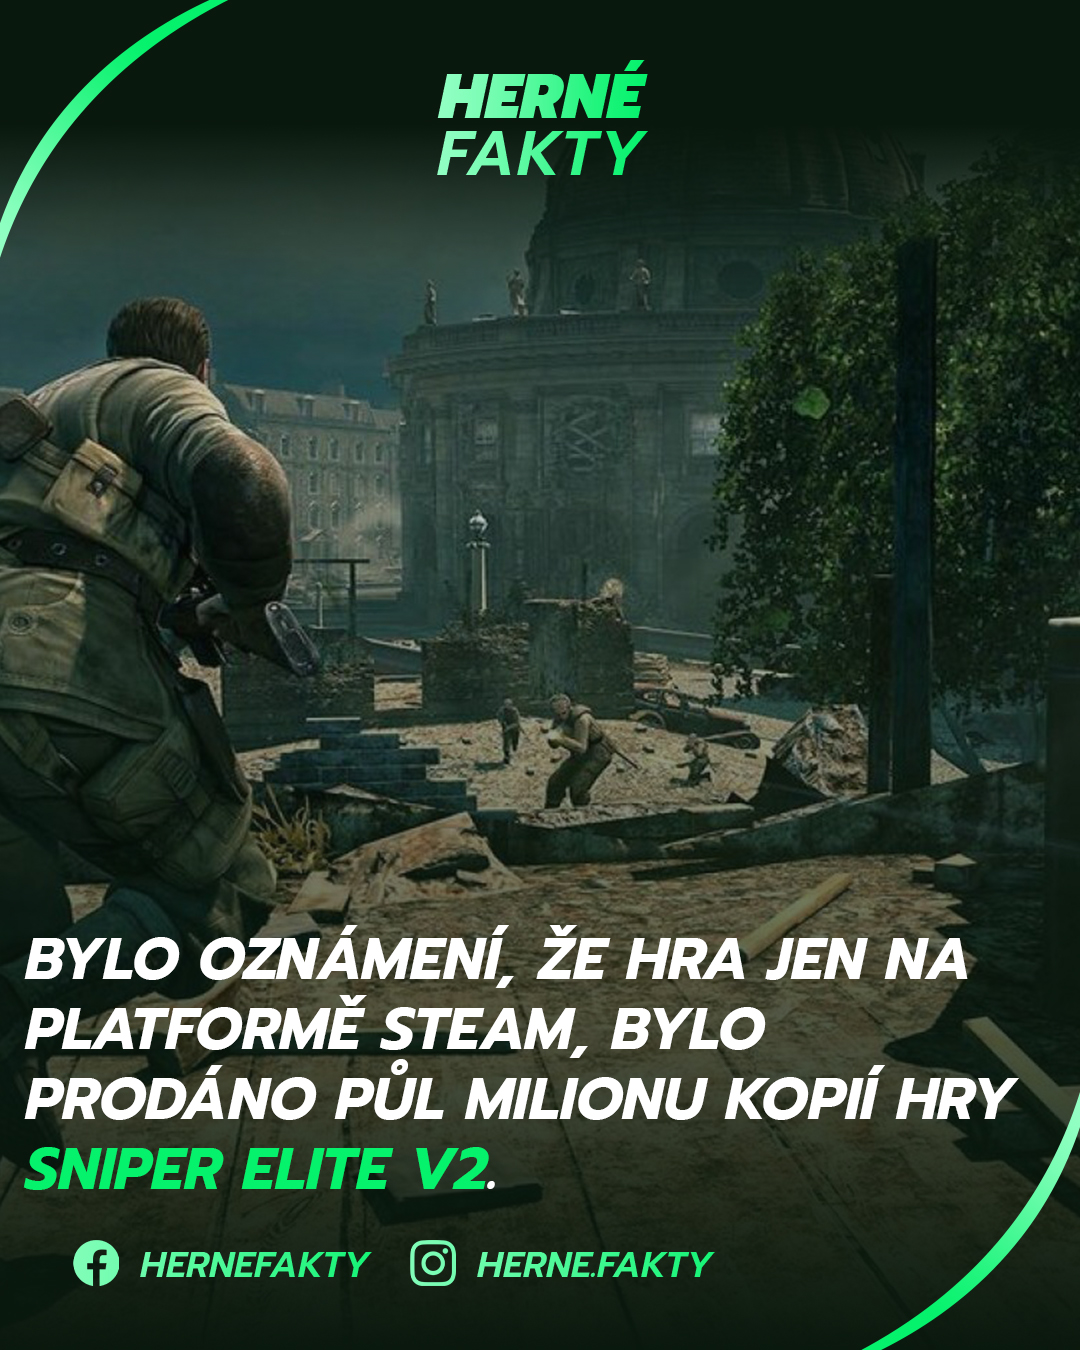 HERNÉ
FAKTY
BYLO OZNÁMENÍ, ŽE HRA JEN NA
PLATFORMĚ STEAM, BYLO
PRODÁNO PŮL MILIONU KOPIÍ HRY
SNIPER ELITE V2.
HERNEFAKTY HERNE.FAKTY